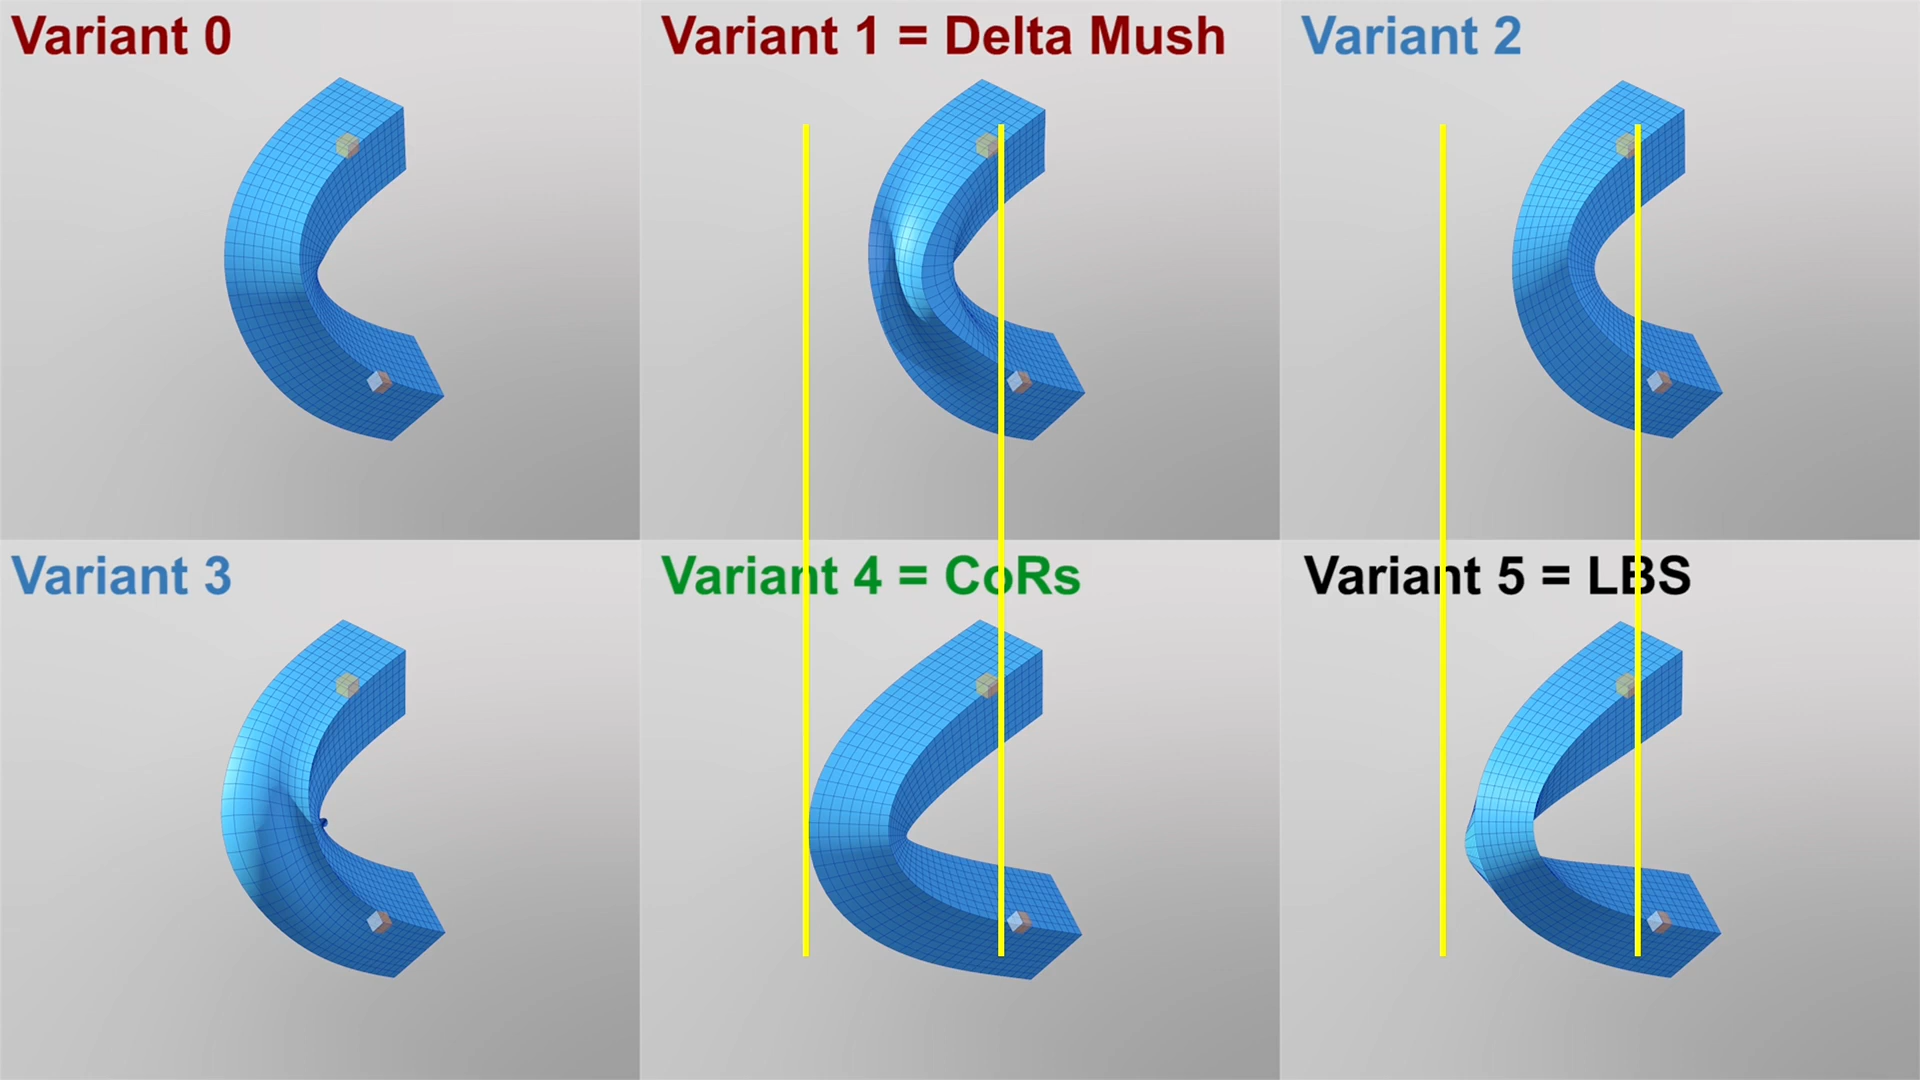 Variant 0
Variant 1 = Delta Mush
Variant 2
Variant 3
Variant 4 = CoRs
Variant 5 = LBS